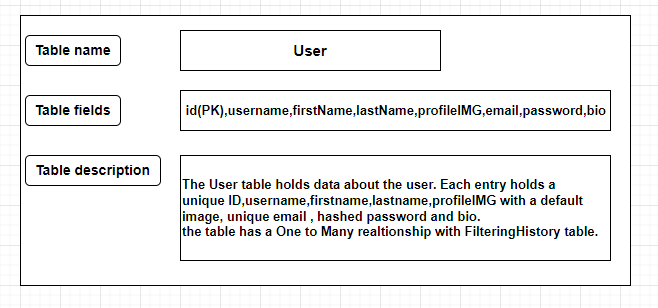 Table name
User
Table fields
id(PK),username,firstName,lastName,profileIMG,email,password,bio
Table description
The User table holds data about the user. Each entry holds a
unique ID,username,firstname,lastname,profileIMG with a default
image, unique email , hashed password and bio.
the table has a One to Many realtionship with FilteringHistory table.